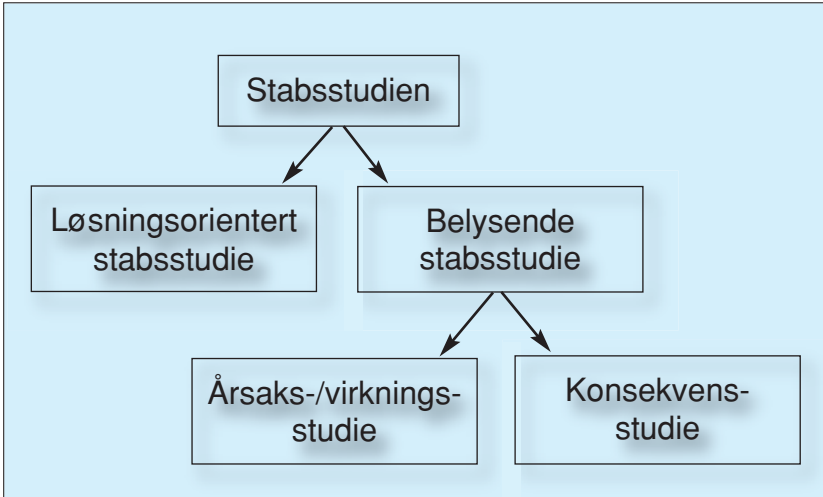 Stabsstudien
Løsningsorientert
stabsstudie
Belysende
stabsstudie
Årsaks-/virknings-
studie
Konsekvens-
studie